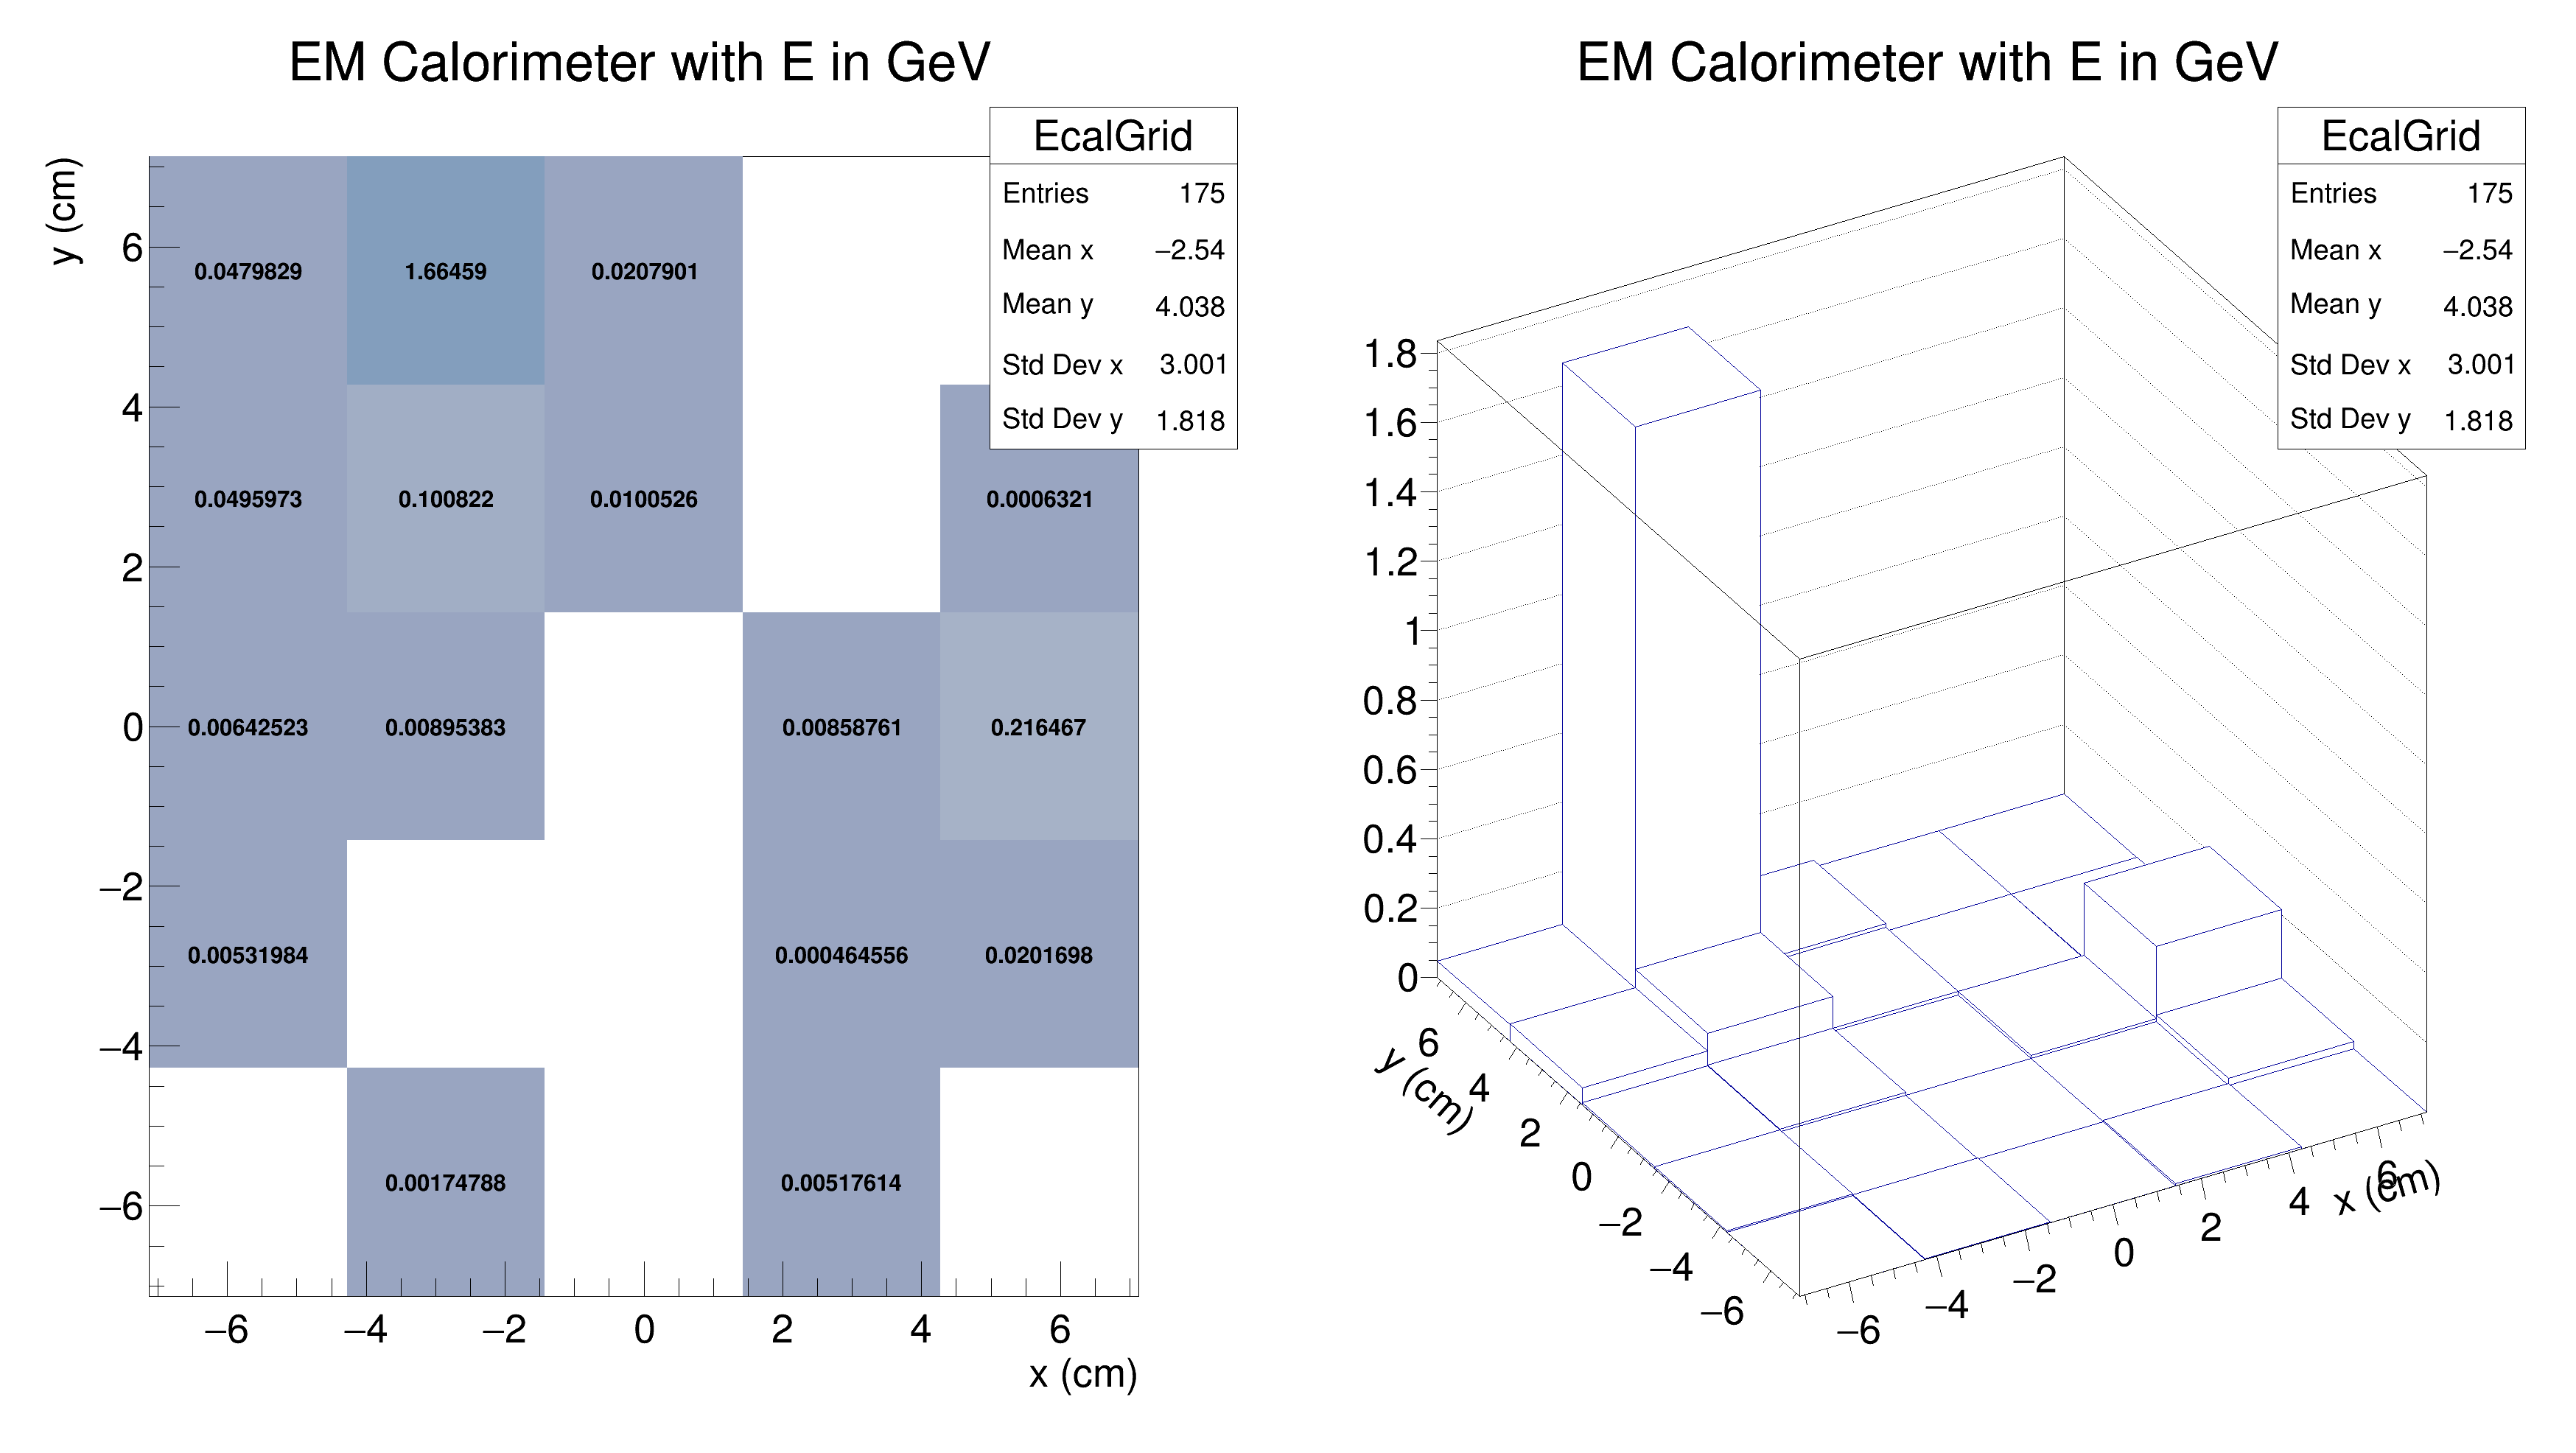 EM Calorimeter with E in GeV
EcalGrid
Entries 175
Mean x −2.54
Mean y 4.038
Std Dev x 3.001
Std Dev y 1.818
y (cm)
6
4
2
0
−2
−4
−6
0.0479829 1.66459 0.0207901
0.0495973 0.100822 0.0100526 0.0006321
0.00642523 0.00895383 0.00858761 0.216467
0.00531984 0.000464556 0.0201698
0.00174788 0.00517614
−6 −4 −2 0 2 4 6
x (cm)
EM Calorimeter with E in GeV
EcalGrid
Entries 175
Mean x −2.54
Mean y 4.038
Std Dev x 3.001
Std Dev y 1.818
1.8
1.6
1.4
1.2
1
0.8
0.6
0.4
0.2
0
y (cm)
6
4
2
0
−2
−4
−6
−6 −4 −2 0 2 4 6
x (cm)